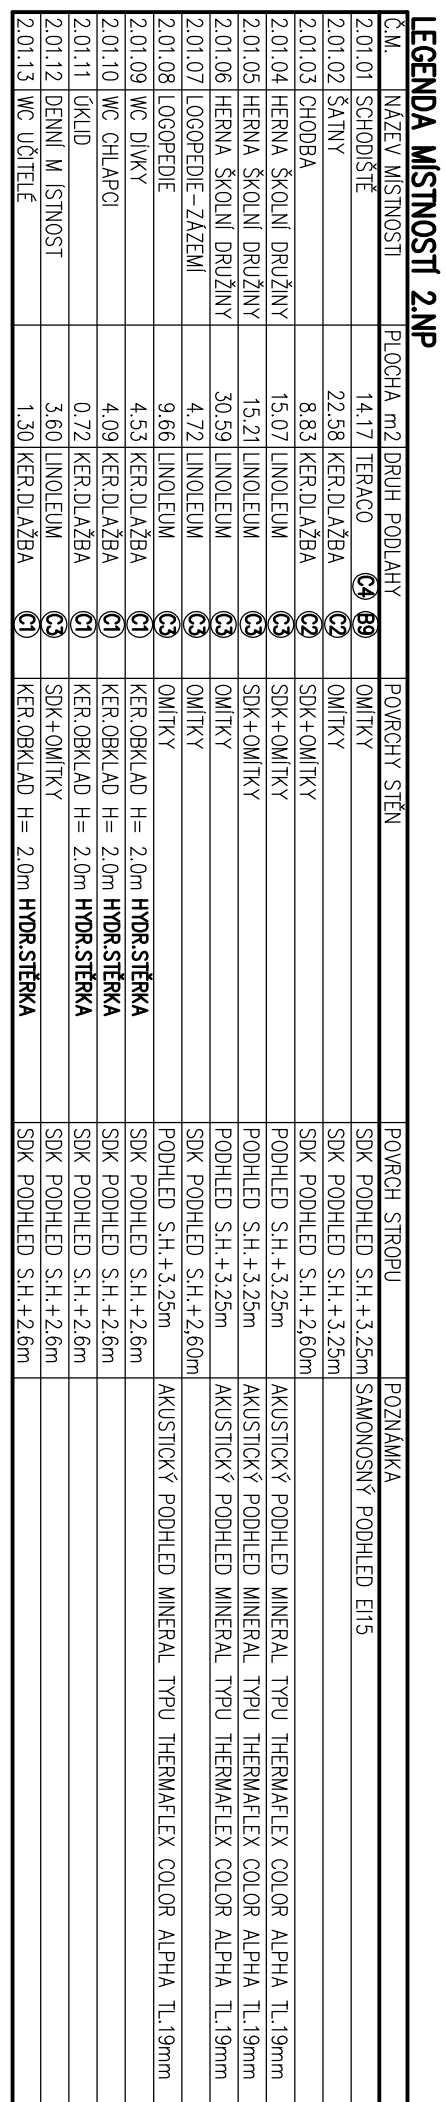 LEGENDA MÍSTNOSTÍ 2.NP
Č.M. NÁZEV MÍSTNOSTI PLOCHA m2 DRUH PODLAHY POVRCHY STĚN POVRCH STROPU POZNÁMKA
2.01.01 SCHODIŠTĚ 14.17 TERACO C4 B9 OMÍTKY SDK PODHLED S.H.+3.25m SAMONOSNÝ PODHLED EI15
2.01.02 ŠATNY 22.58 KER.DLAŽBA C2 OMÍTKY SDK PODHLED S.H.+3.25m
2.01.03 CHODBA 8.83 KER.DLAŽBA C2 SDK+OMÍTKY SDK PODHLED S.H.+2,60m
2.01.04 HERNA ŠKOLNÍ DRUŽINY 15.07 LINOLEUM C3 SDK+OMÍTKY PODHLED S.H.+3.25m AKUSTICKÝ PODHLED MINERAL TYPU THERMAFLEX COLOR ALPHA TL.19mm
2.01.05 HERNA ŠKOLNÍ DRUŽINY 15.21 LINOLEUM C3 SDK+OMÍTKY PODHLED S.H.+3.25m AKUSTICKÝ PODHLED MINERAL TYPU THERMAFLEX COLOR ALPHA TL.19mm
2.01.06 HERNA ŠKOLNÍ DRUŽINY 30.59 LINOLEUM C3 OMÍTKY PODHLED S.H.+3.25m AKUSTICKÝ PODHLED MINERAL TYPU THERMAFLEX COLOR ALPHA TL.19mm
2.01.07 LOGOPEDIE-ZÁZEMÍ 4.72 LINOLEUM C3 OMÍTKY SDK PODHLED S.H.+2,60m
2.01.08 LOGOPEDIE 9.66 LINOLEUM C3 OMÍTKY PODHLED S.H.+3.25m AKUSTICKÝ PODHLED MINERAL TYPU THERMAFLEX COLOR ALPHA TL.19mm
2.01.09 WC DÍVKY 4.53 KER.DLAŽBA C1 KER.OBKLAD H= 2.0m HYDR.STĚRKA SDK PODHLED S.H.+2.6m
2.01.10 WC CHLAPCI 4.09 KER.DLAŽBA C1 KER.OBKLAD H= 2.0m HYDR.STĚRKA SDK PODHLED S.H.+2.6m
2.01.11 ÚKLID 0.72 KER.DLAŽBA C1 KER.OBKLAD H= 2.0m HYDR.STĚRKA SDK PODHLED S.H.+2.6m
2.01.12 DENNÍ M ÍSTNOST 3.60 LINOLEUM C3 SDK+OMÍTKY SDK PODHLED S.H.+2.6m
2.01.13 WC UČITELÉ 1.30 KER.DLAŽBA C1 KER.OBKLAD H= 2.0m HYDR.STĚRKA SDK PODHLED S.H.+2.6m